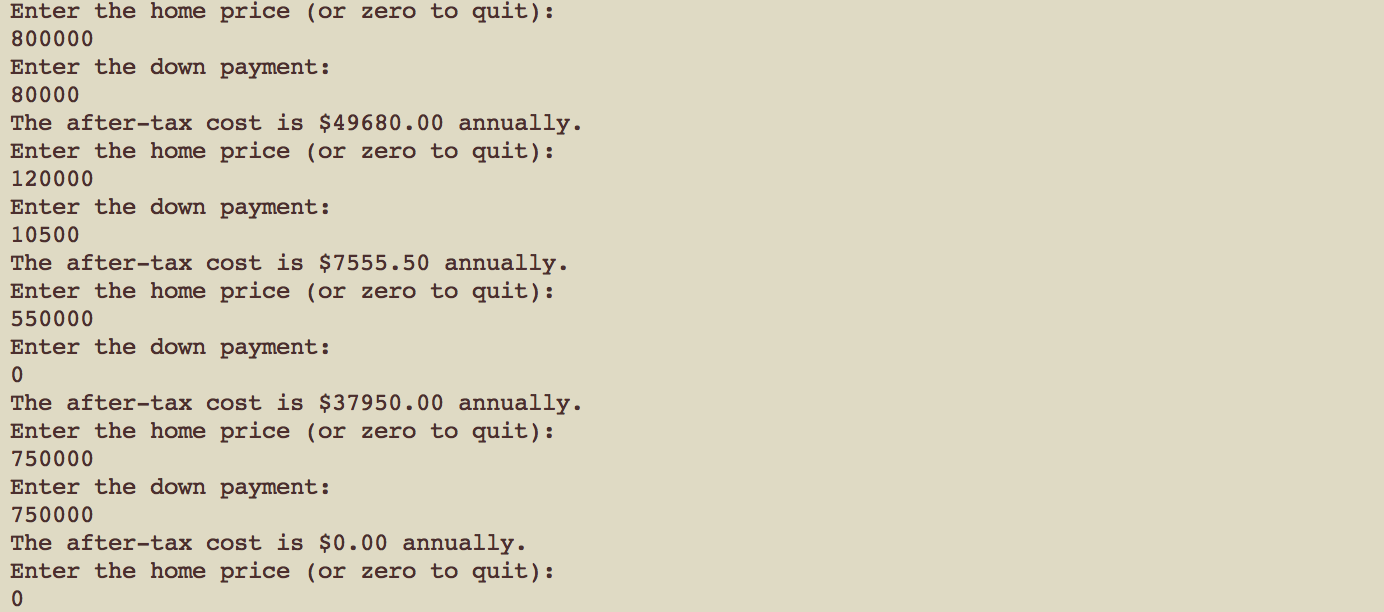 Enter the home price (or zero to quit):
800000
Enter the down payment:
80000
The after-tax cost is $49680.00 annually.
Enter the home price (or zero to quit):
120000
Enter the down payment:
10500
The after-tax cost is $7555.50 annually.
Enter the home price (or zero to quit):
550000
Enter the down payment:
0
The after-tax cost is $37950.00 annually.
Enter the home price (or zero to quit):
750000
Enter the down payment:
750000
The after-tax cost is $0.00 annually.
Enter the home price (or zero to quit):
0